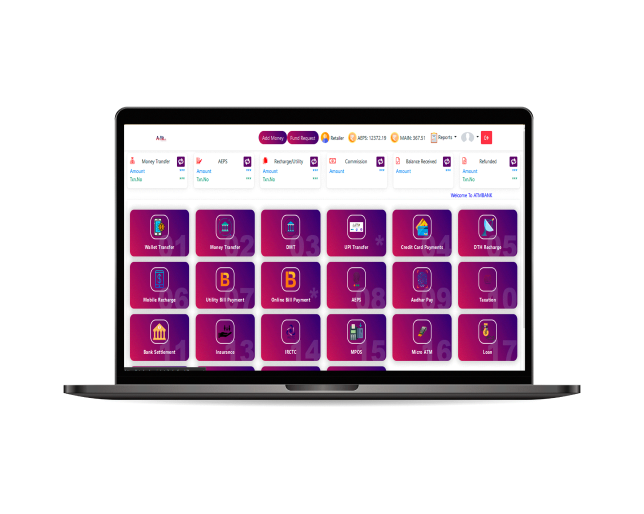 Add Money Fund Request Retailer AEPS: 12372.19 MAIN: 367.51 Reports
Money Transfer AEPS Recharge/Utility Commission Balance Received Refunded
Amount Amount Amount Amount Amount Amount
Txn.No Txn.No Txn.No Txn.No
Welcome To ATMBANK
Wallet Transfer Money Transfer DMT UPI Transfer Credit Card Payments DTH Recharge
Mobile Recharge Utility Bill Payment Online Bill Payment AEPS Aadhar Pay Taxation
Bank Settlement Insurance IRCTC MPOS Micro ATM Loan